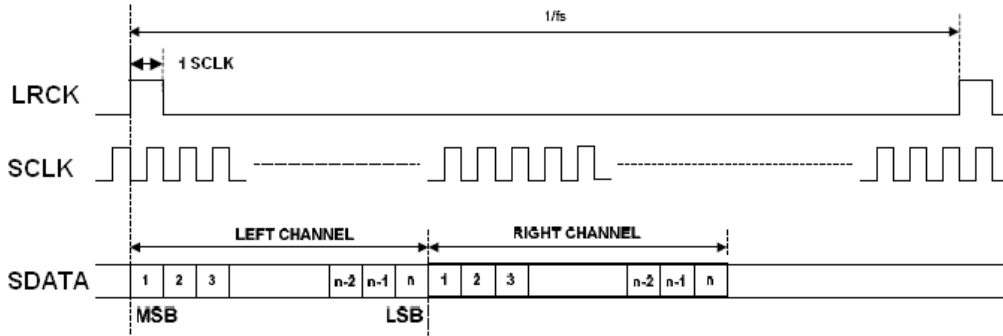 1/fs
1 SCLK
LRCK
SCLK
LEFT CHANNEL
RIGHT CHANNEL
SDATA
1 2 3 n-2 n-1 n 1 2 3 n-2 n-1 n
MSB
LSB